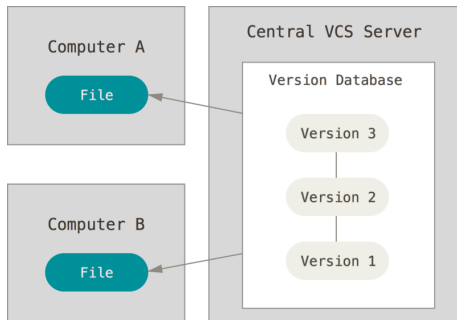 Computer A
File
Computer B
File
Central VCS Server
Version Database
Version 3
Version 2
Version 1